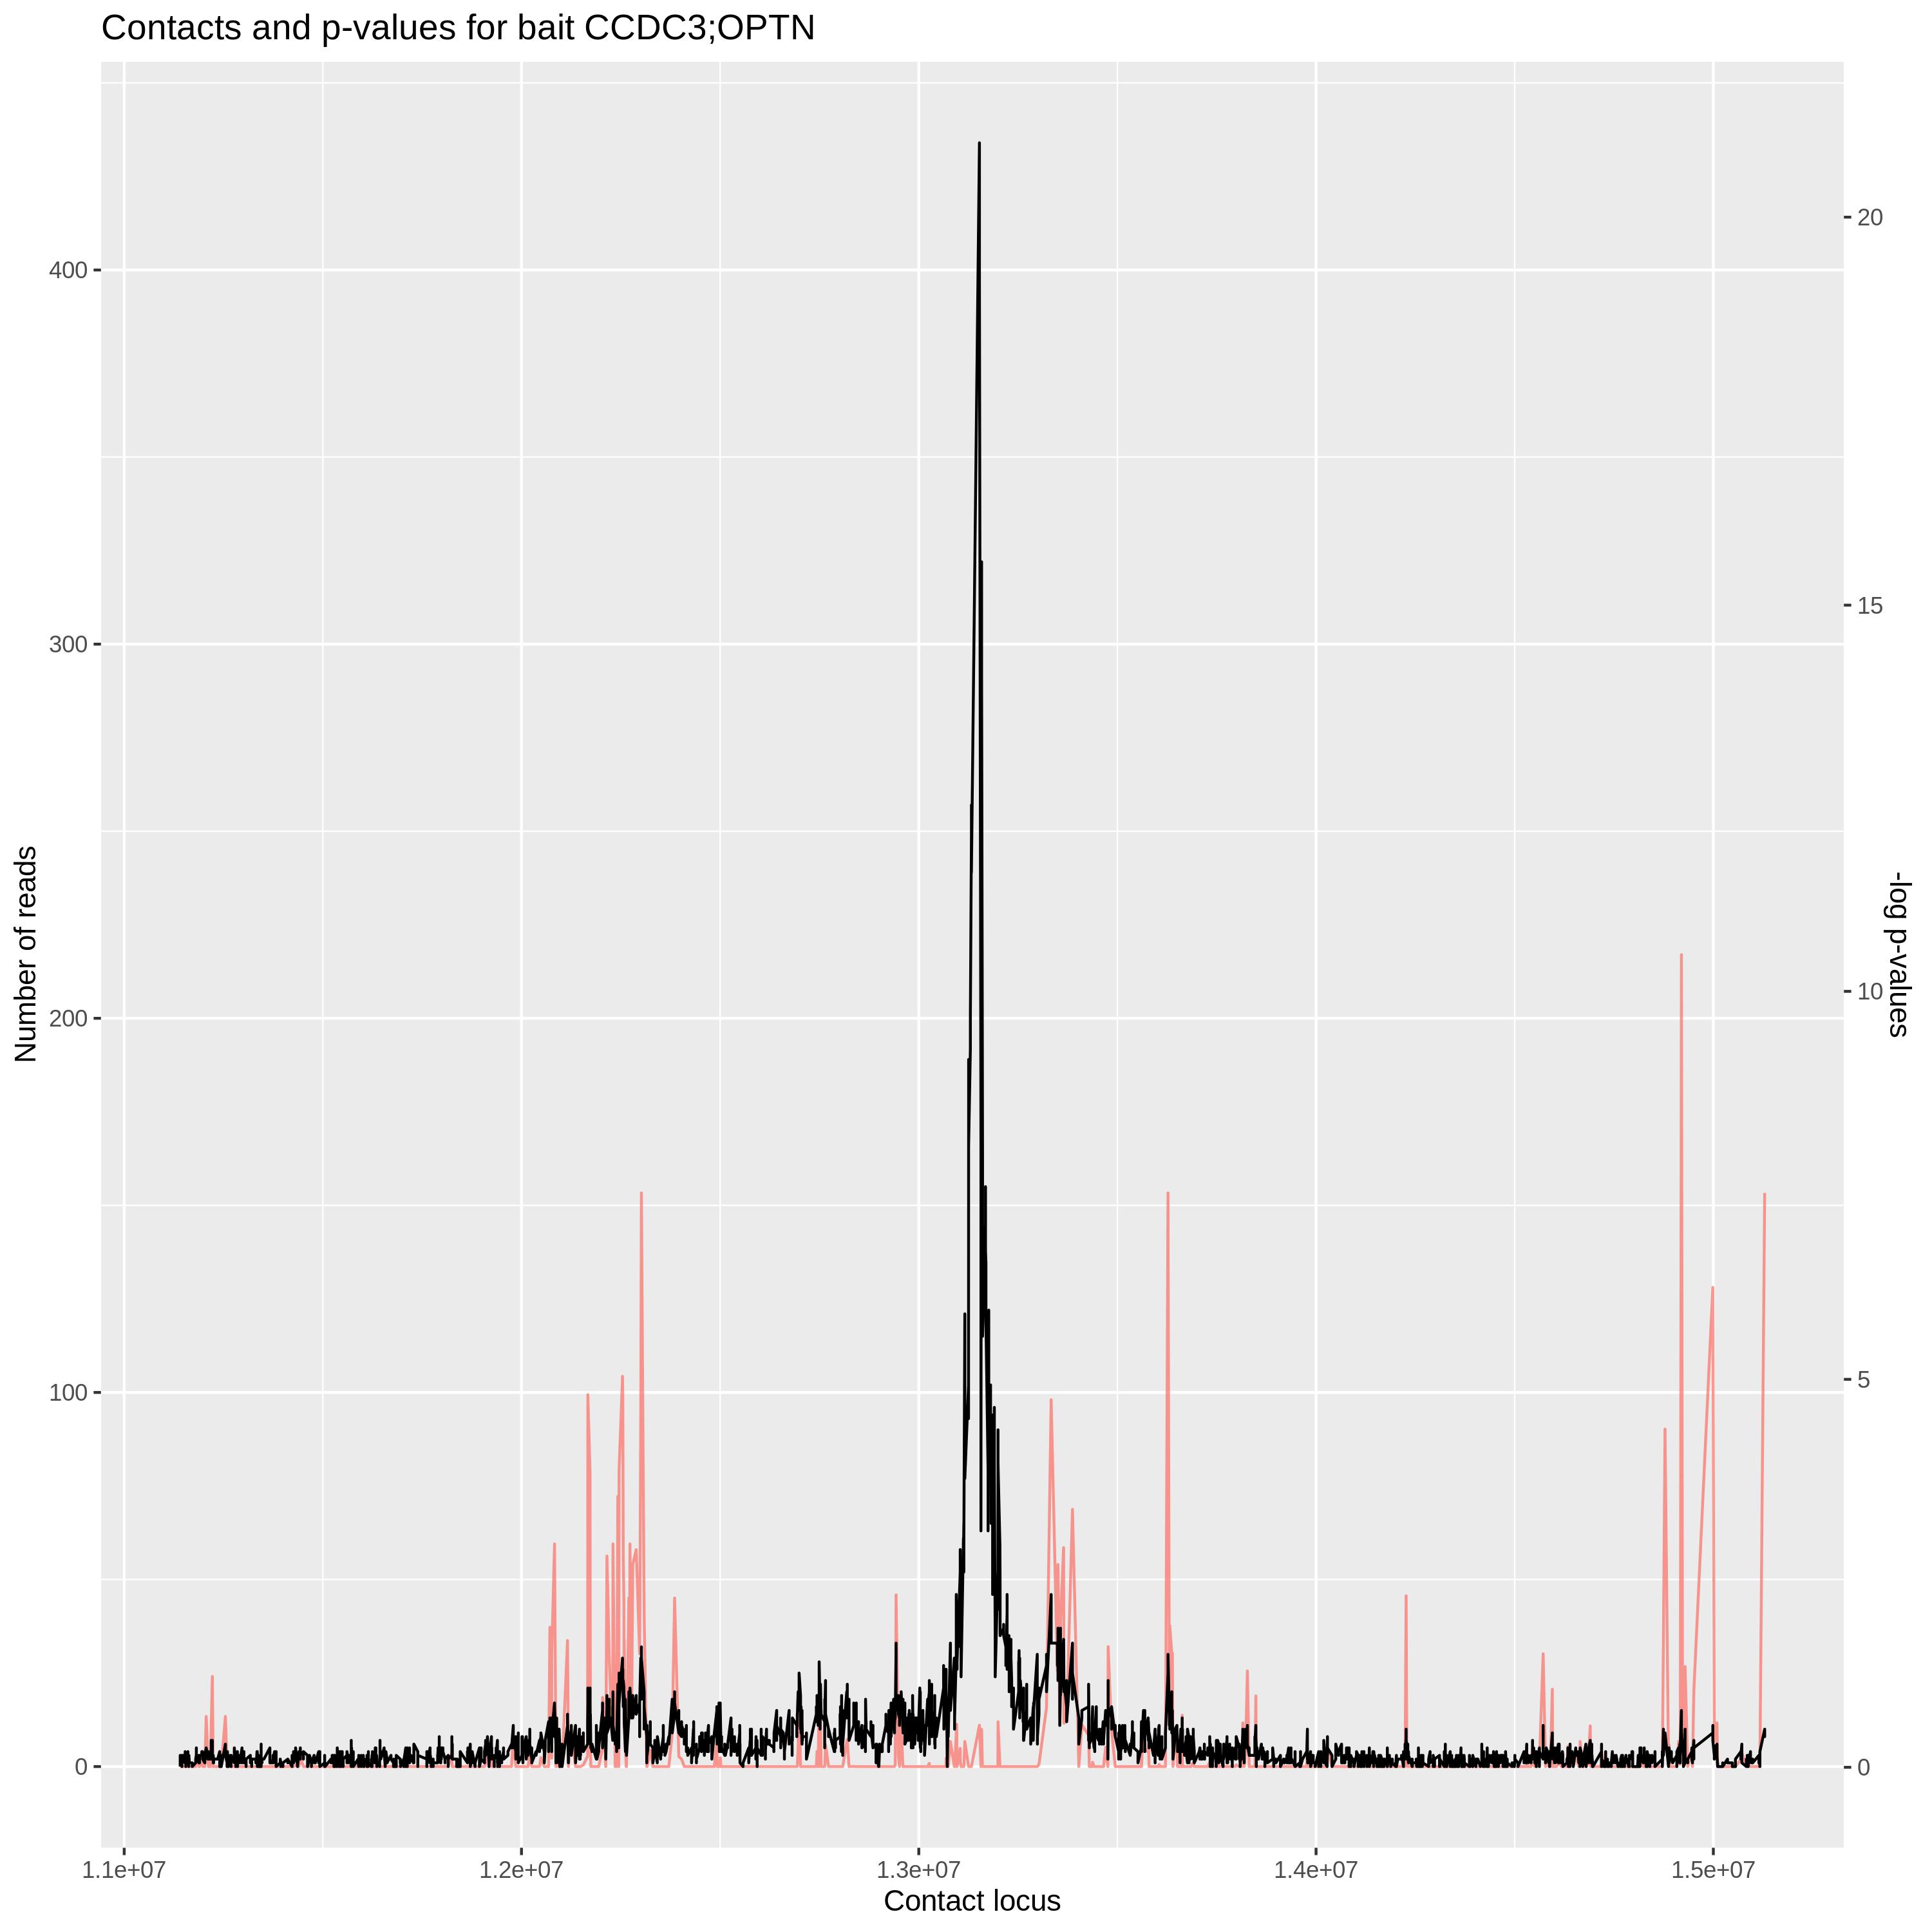 Contacts and p-values for bait CCDC3;OPTN
400
300
200
100
0
Number of reads
20
15
10
5
0
-log p-values
1.1e+07
1.2e+07
1.3e+07
1.4e+07
1.5e+07
Contact locus